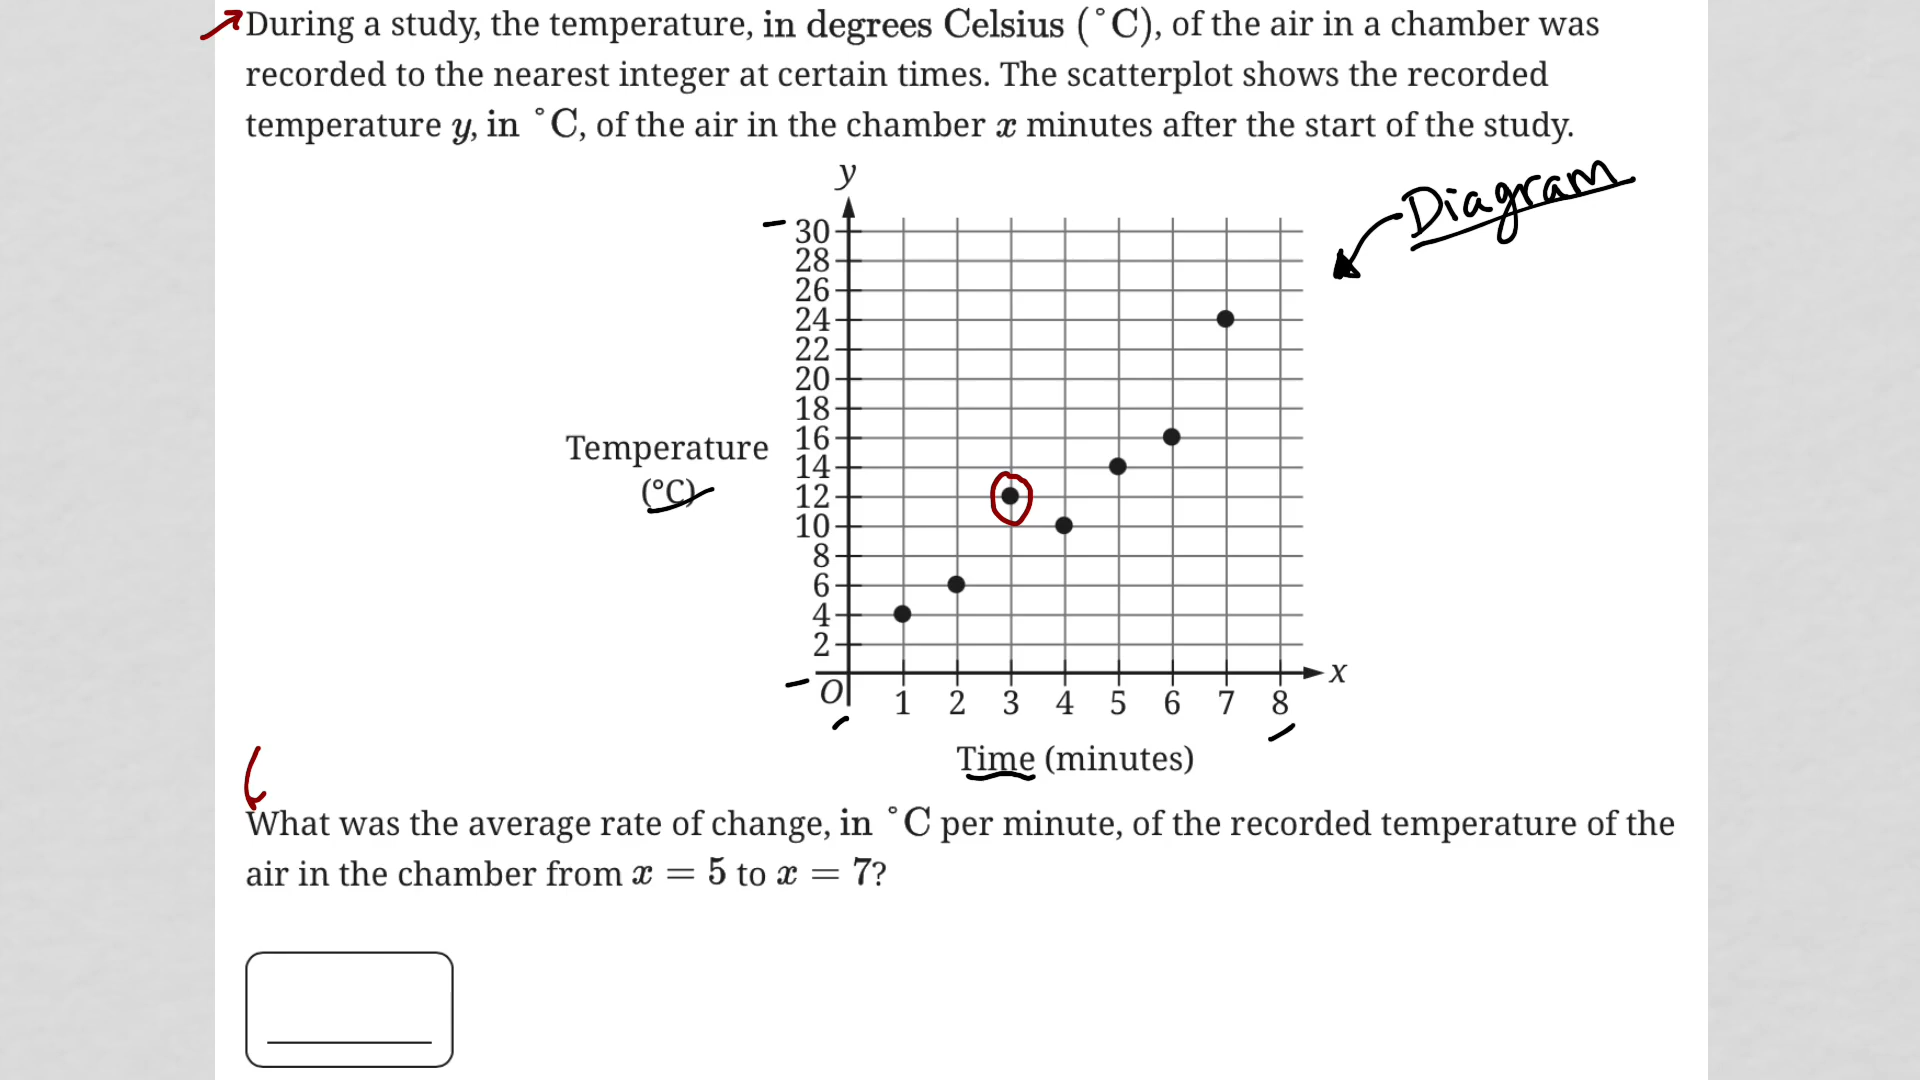 During a study, the temperature, in degrees Celsius (°C), of the air in a chamber was
recorded to the nearest integer at certain times. The scatterplot shows the recorded
temperature y, in °C, of the air in the chamber x minutes after the start of the study.
Diagram
y
30
28
26
24
22
20
18
16
14
12
10
8
6
4
2
Temperature
(°C)
O 1 2 3 4 5 6 7 8
x
Time (minutes)
What was the average rate of change, in °C per minute, of the recorded temperature of the
air in the chamber from x = 5 to x = 7?